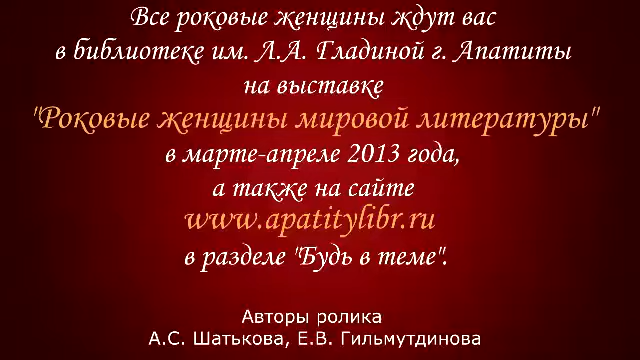 Все роковые женщины ждут вас
в библиотеке им. Л.А. Гладиной г. Апатиты
на выставке
"Роковые женщины мировой литературы"
в марте-апреле 2013 года,
а также на сайте
www.apatitylibr.ru
в разделе "Будь в теме".
Авторы ролика
А.С. Шатькова, Е.В. Гильмутдинова